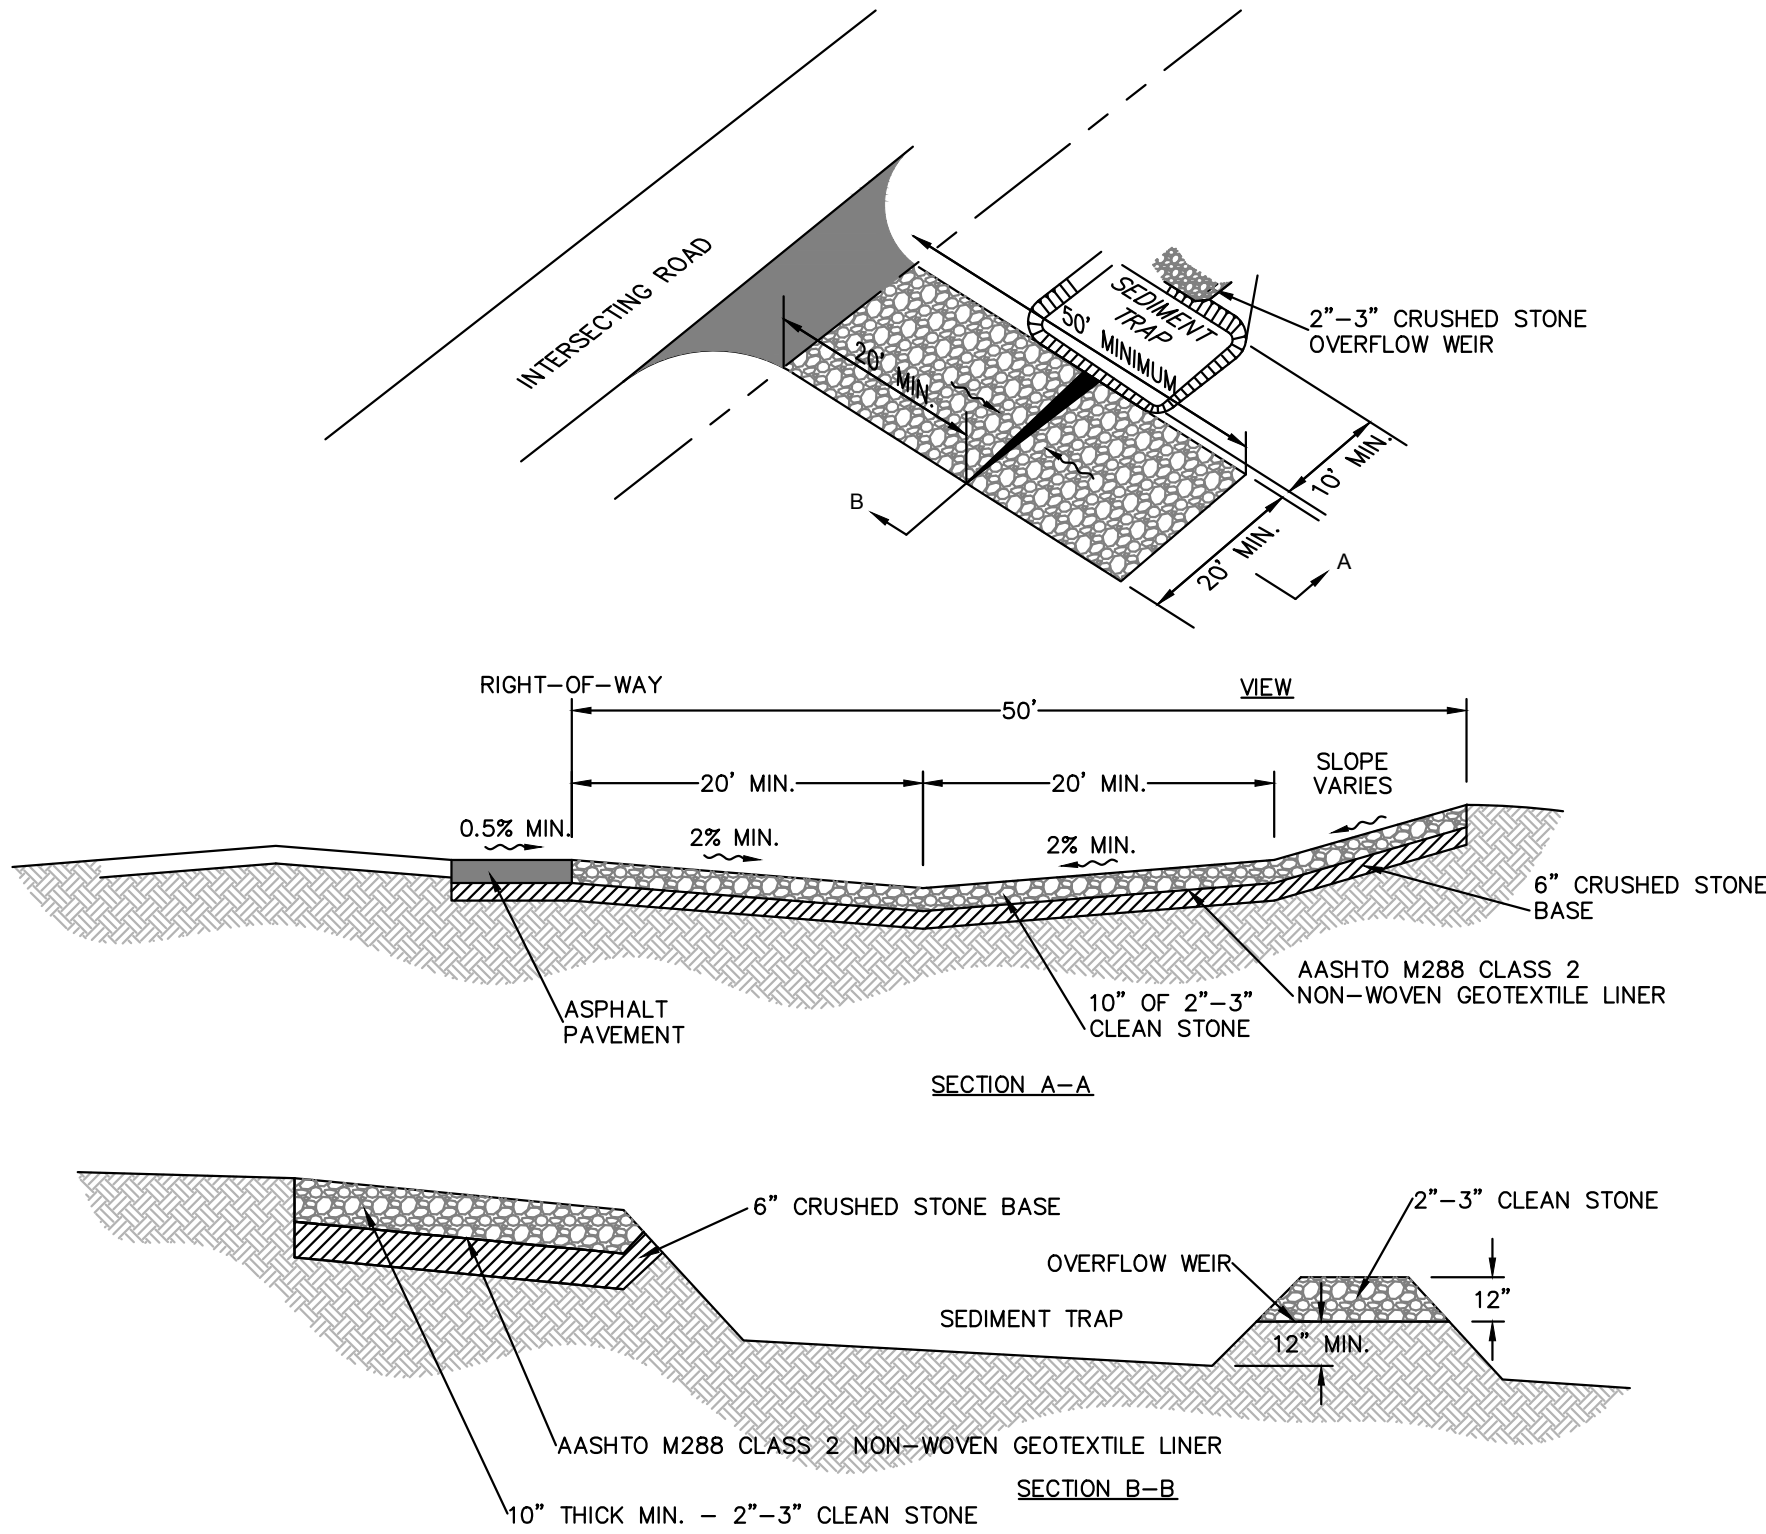 INTERSECTING ROAD
SEDIMENT
TRAP
50'
MINIMUM
2"-3" CRUSHED STONE
OVERFLOW WEIR
20' MIN.
10' MIN.
20' MIN.
B
A
RIGHT-OF-WAY
VIEW
50'
20' MIN.
20' MIN.
SLOPE
VARIES
0.5% MIN.
2% MIN.
2% MIN.
6" CRUSHED STONE
BASE
AASHTO M288 CLASS 2
NON-WOVEN GEOTEXTILE LINER
10" OF 2"-3"
CLEAN STONE
ASPHALT
PAVEMENT
SECTION A-A
6" CRUSHED STONE BASE
2"-3" CLEAN STONE
OVERFLOW WEIR
12"
SEDIMENT TRAP
12" MIN.
AASHTO M288 CLASS 2 NON-WOVEN GEOTEXTILE LINER
SECTION B-B
10" THICK MIN. - 2"-3" CLEAN STONE